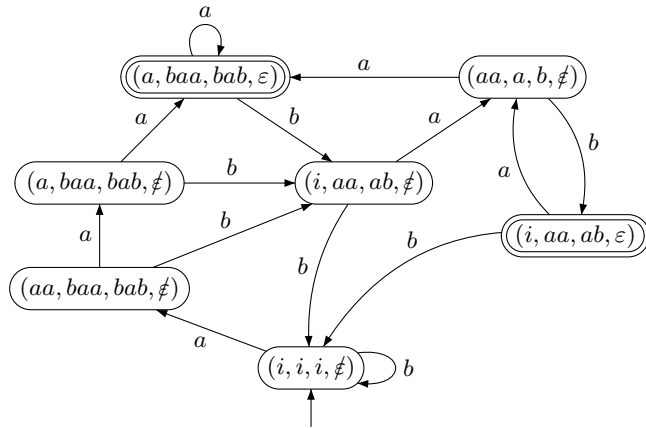 a
(a, baa, bab, ε)
a
(aa, a, b, ɇ)
a
b
a
b
(a, baa, bab, ɇ)
b
(i, aa, ab, ɇ)
a
b
(i, aa, ab, ε)
a
b
b
b
(aa, baa, bab, ɇ)
a
(i, i, i, ɇ)
b